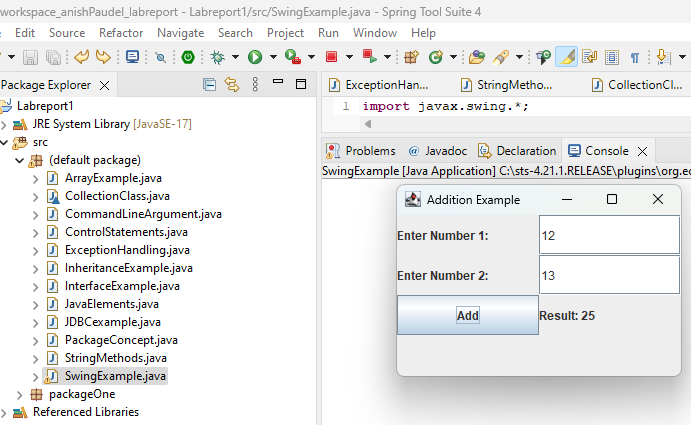 workspace_anishPaudel_labreport - Labreport1/src/SwingExample.java - Spring Tool Suite 4
Edit Source Refactor Navigate Search Project Run Window Help
Package Explorer
Labreport1
JRE System Library [JavaSE-17]
src
(default package)
ArrayExample.java
CollectionClass.java
CommandLineArgument.java
ControlStatements.java
ExceptionHandling.java
InheritanceExample.java
InterfaceExample.java
JavaElements.java
JDBCexample.java
PackageConcept.java
StringMethods.java
SwingExample.java
packageOne
Referenced Libraries
ExceptionHan... StringMetho... CollectionCl...
1 import javax.swing.*;
Problems @ Javadoc Declaration Console
SwingExample [Java Application] C:\sts-4.21.1.RELEASE\plugins\org.ec
Addition Example
Enter Number 1: 12
Enter Number 2: 13
Add Result: 25